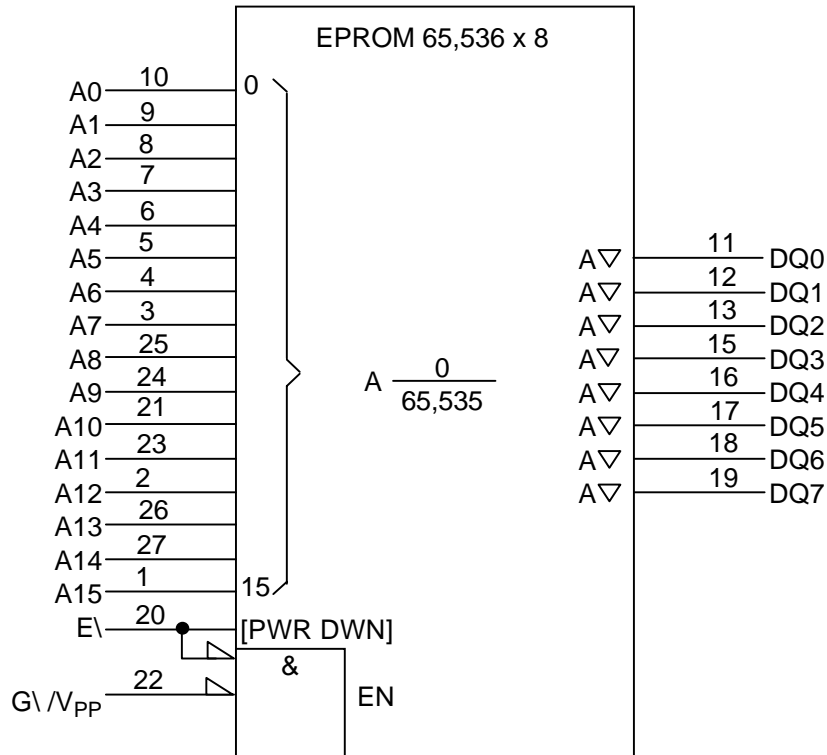 EPROM 65,536 x 8
A0 10 0
A1 9
A2 8
A3 7
A4 6
A5 5
A6 4
A7 3
A8 25
A9 24
A10 21
A11 23
A12 2
A13 26
A14 27
A15 1 15
E\ 20 [PWR DWN]
&
G\ /VPP 22 EN
A 0
65,535
A▽ 11 DQ0
A▽ 12 DQ1
A▽ 13 DQ2
A▽ 15 DQ3
A▽ 16 DQ4
A▽ 17 DQ5
A▽ 18 DQ6
A▽ 19 DQ7